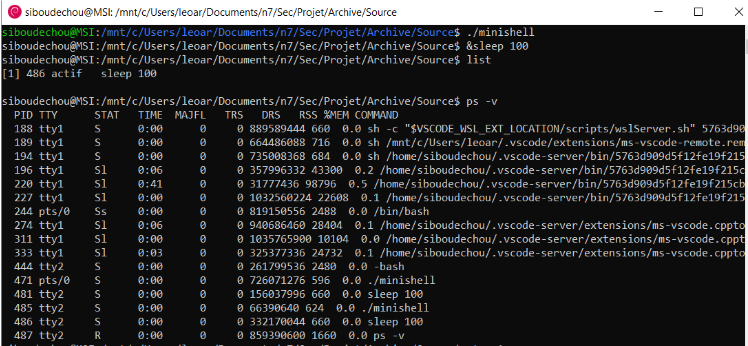 siboudechou@MSI: /mnt/c/Users/leoar/Documents/n7/Sec/Projet/Archive/Source
siboudechou@MSI:/mnt/c/Users/leoar/Documents/n7/Sec/Projet/Archive/Source$ ./minishell
siboudechou@MSI:/mnt/c/Users/leoar/Documents/n7/Sec/Projet/Archive/Source$ &sleep 100
siboudechou@MSI:/mnt/c/Users/leoar/Documents/n7/Sec/Projet/Archive/Source$ list
[1] 486 actif   sleep 100
siboudechou@MSI:/mnt/c/Users/leoar/Documents/n7/Sec/Projet/Archive/Source$ ps -v
PID TTY      STAT   TIME  MAJFL   TRS   DRS   RSS %MEM COMMAND
188 tty1     S      0:00      0     0 889589444 660  0.0 sh -c "$VSCODE_WSL_EXT_LOCATION/scripts/wslServer.sh" 5763d90
189 tty1     S      0:00      0     0 664486088 716  0.0 sh /mnt/c/Users/leoar/.vscode/extensions/ms-vscode-remote.rem
194 tty1     S      0:00      0     0 735008368 684  0.0 sh /home/siboudechou/.vscode-server/bin/5763d909d5f12fe19f215
196 tty1     Sl     0:06      0     0 357996332 43300  0.2 /home/siboudechou/.vscode-server/bin/5763d909d5f12fe19f215c
220 tty1     Sl     0:41      0     0 31777436 98796  0.5 /home/siboudechou/.vscode-server/bin/5763d909d5f12fe19f215cb
227 tty1     Sl     0:00      0     0 1032560224 22608  0.1 /home/siboudechou/.vscode-server/bin/5763d909d5f12fe19f215
244 pts/0    Ss     0:00      0     0 819150556 2488  0.0 /bin/bash
274 tty1     Sl     0:06      0     0 940686460 28404  0.1 /home/siboudechou/.vscode-server/extensions/ms-vscode.cppto
311 tty1     Sl     0:00      0     0 1035765900 10104  0.0 /home/siboudechou/.vscode-server/extensions/ms-vscode.cpp
333 tty1     Sl     0:03      0     0 325377336 24732  0.1 /home/siboudechou/.vscode-server/extensions/ms-vscode.cppto
444 tty2     S      0:00      0     0 261799536 2480  0.0 -bash
471 pts/0    S      0:00      0     0 726071276 596  0.0 ./minishell
481 tty2     S      0:00      0     0 156037996 660  0.0 sleep 100
485 tty2     S      0:00      0     0 66390640 624  0.0 ./minishell
486 tty2     S      0:00      0     0 332170044 660  0.0 sleep 100
487 tty2     R      0:00      0     0 859390600 1660  0.0 ps -v